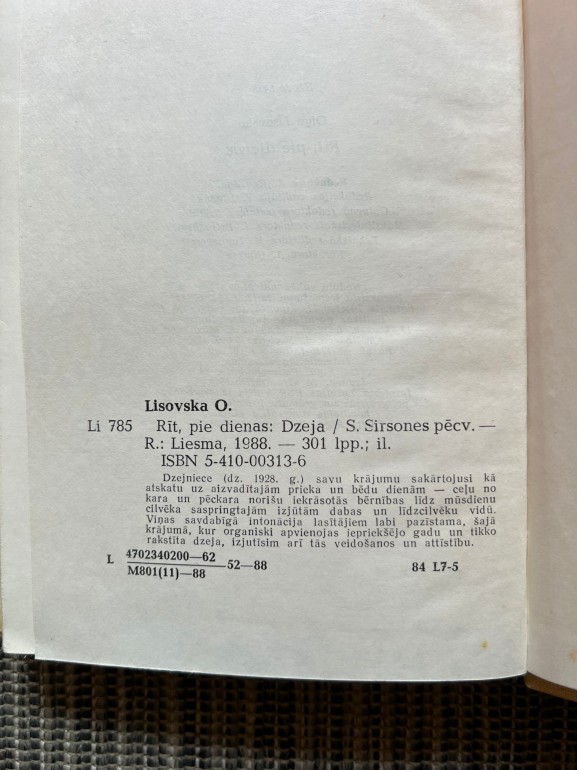 Lisovska O.
Li 785 Rīt, pie dienas: Dzeja / S. Sirsones pēcv. —
R.: Liesma, 1988. — 301 lpp.; il.
ISBN 5-410-00313-6
Dzejniece (dz. 1928. g.) savu krājumu sakārtojusi kā
atskatu uz aizvadītajām prieka un bēdu dienām — ceļu no
kara un pēckara norišu iekrāsotās bērnības līdz mūsdienu
cilvēka saspringtajām izjūtām dabas un līdzcilvēku vidū.
Viņas savdabīgā intonācija lasītājiem labi pazīstama, šajā
krājumā, kur organiski apvienojas iepriekšējo gadu un tikko
rakstīta dzeja, izjutīsim arī tās veidošanos un attīstību.
L 4702340200—62
M801(11)—88 52—88 84 L7-5